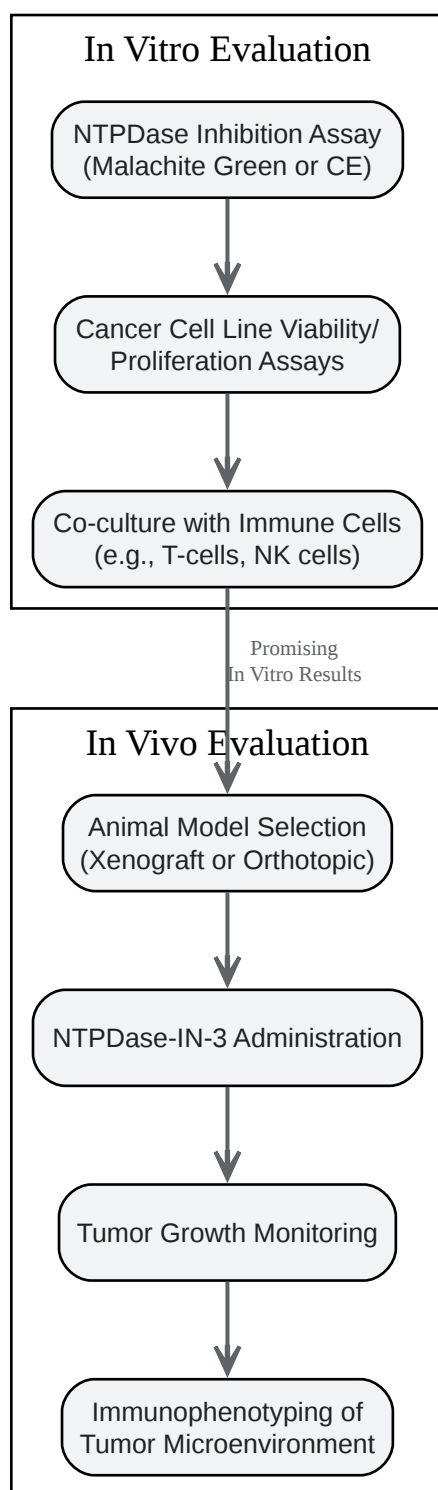 In Vitro Evaluation
NTPDase Inhibition Assay
(Malachite Green or CE)
Cancer Cell Line Viability/
Proliferation Assays
Co-culture with Immune Cells
(e.g., T-cells, NK cells)
Promising
In Vitro Results
In Vivo Evaluation
Animal Model Selection
(Xenograft or Orthotopic)
NTPDase-IN-3 Administration
Tumor Growth Monitoring
Immunophenotyping of
Tumor Microenvironment